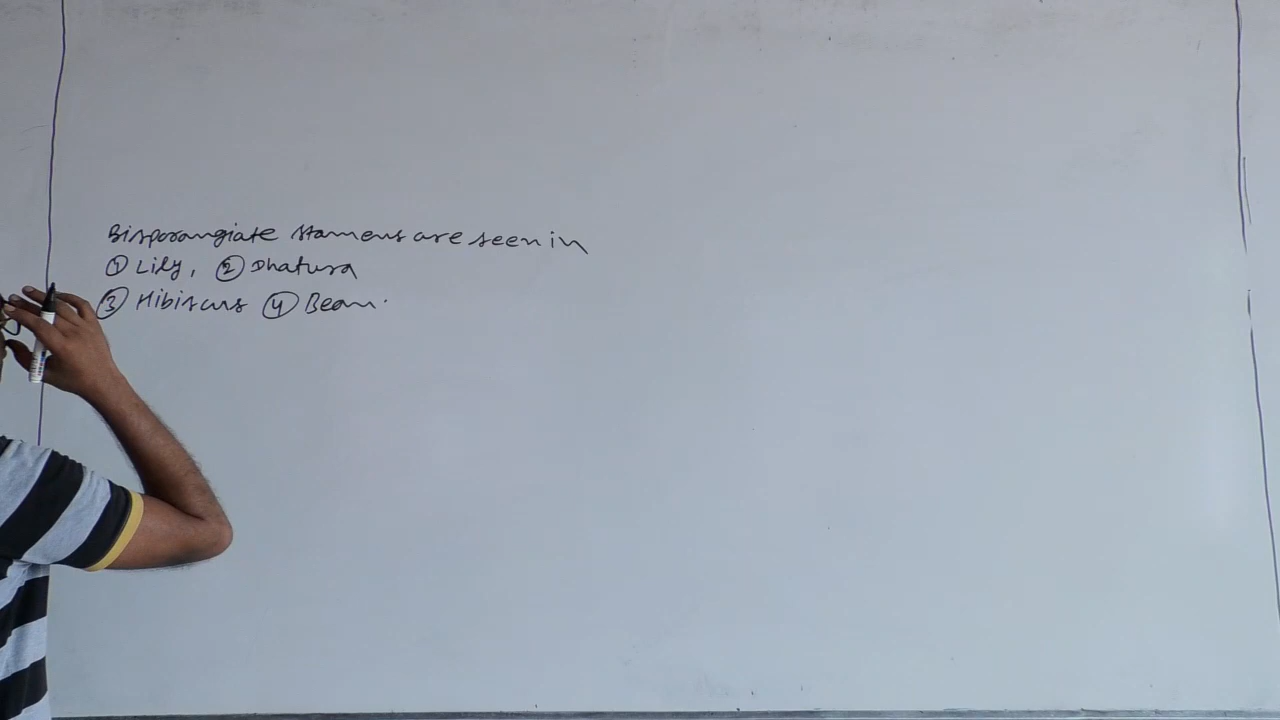 Bisporangiate stamens are seen in
① Lily, ② Dhatura
③ Hibiscus ④ Bean.